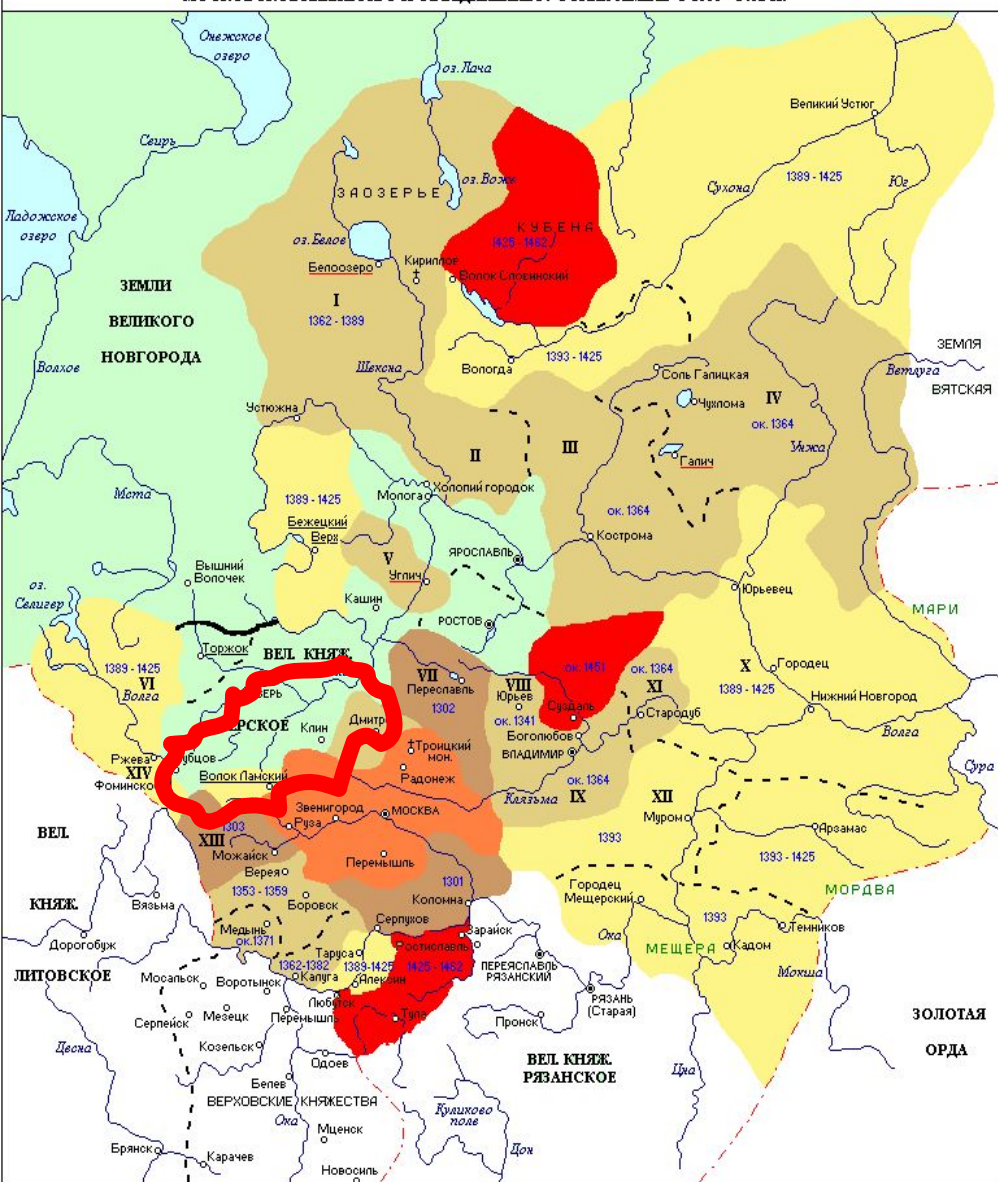 Онежское
озеро
оз. Лача
Великий Устюг
Свирь
1389 - 1425
Сухона
Юг
оз. Воже
ЗАОЗЕРЬЕ
Ладожское
озеро
КУБЕНА
1425 - 1462
оз. Белое
Кириллов
Белоозеро
Волок Словинский
ЗЕМЛИ
ВЕЛИКОГО
НОВГОРОДА
I
1362 - 1389
ЗЕМЛЯ
ВЯТСКАЯ
Волхов
Шексна
Вологда
1393 - 1425
Соль Галицкая
Ветлуга
Чухлома
IV
ок. 1364
Устюжна
Унжа
II
III
Галич
Мста
1389 - 1425
Холопий городок
Молога
ок. 1364
Бежецкий
Верх
Кострома
ЯРОСЛАВЛЬ
V
Углич
Вышний
Волочек
оз.
Селигер
Юрьевец
Кашин
МАРИ
РОСТОВ
Торжок
ВЕЛ. КНЯЖ.
1389 - 1425
VI
Волга
VII
Переславль
1302
VIII
Юрьев
ок. 1341
ок. 1451
ок. 1364
XI
X
1389 - 1425
Городец
ВЕРЬ
ЕРСКОЕ
Клин
Дмитро
Суздаль
Стародуб
Нижний Новгород
Боголюбов
ВЛАДИМИР
Волга
Троицкий
мон.
Радонеж
Ржева
XIV
Фоминско
убцов
Волок Ламский
Сура
ок. 1364
Клязьма
IX
XII
ВЕЛ.
1303
XIII
Звенигород
Руза
МОСКВА
Муром
Арзамас
Можайск
1393
Верея
Перемышль
1393 - 1425
1353 - 1359
1301
Боровск
Коломна
Городец
Мещерский
МОРДВА
КНЯЖ.
Вязьма
Медынь
ок. 1371
Серпухов
1393
Темников
Дорогобуж
Зарайск
Ока
МЕЩЕРА
Кадом
Таруса
Ростиславль
ЛИТОВСКОЕ
1362-1382
1389-1425
1425 - 1462
ПЕРЕЯСЛАВЛЬ
РЯЗАНСКИЙ
Мокша
Мосальск
Воротынск
Калуга
Алексин
Любутск
РЯЗАНЬ
(Старая)
Серпейск
Мезецк
Перемышль
Тула
Пронск
ЗОЛОТАЯ
ОРДА
Десна
Козельск
Одоев
ВЕЛ. КНЯЖ.
РЯЗАНСКОЕ
Цна
Белев
ВЕРХОВСКИЕ КНЯЖЕСТВА
Куликово
поле
Ока
Мценск
Брянск
Карачев
Дон
Новосиль